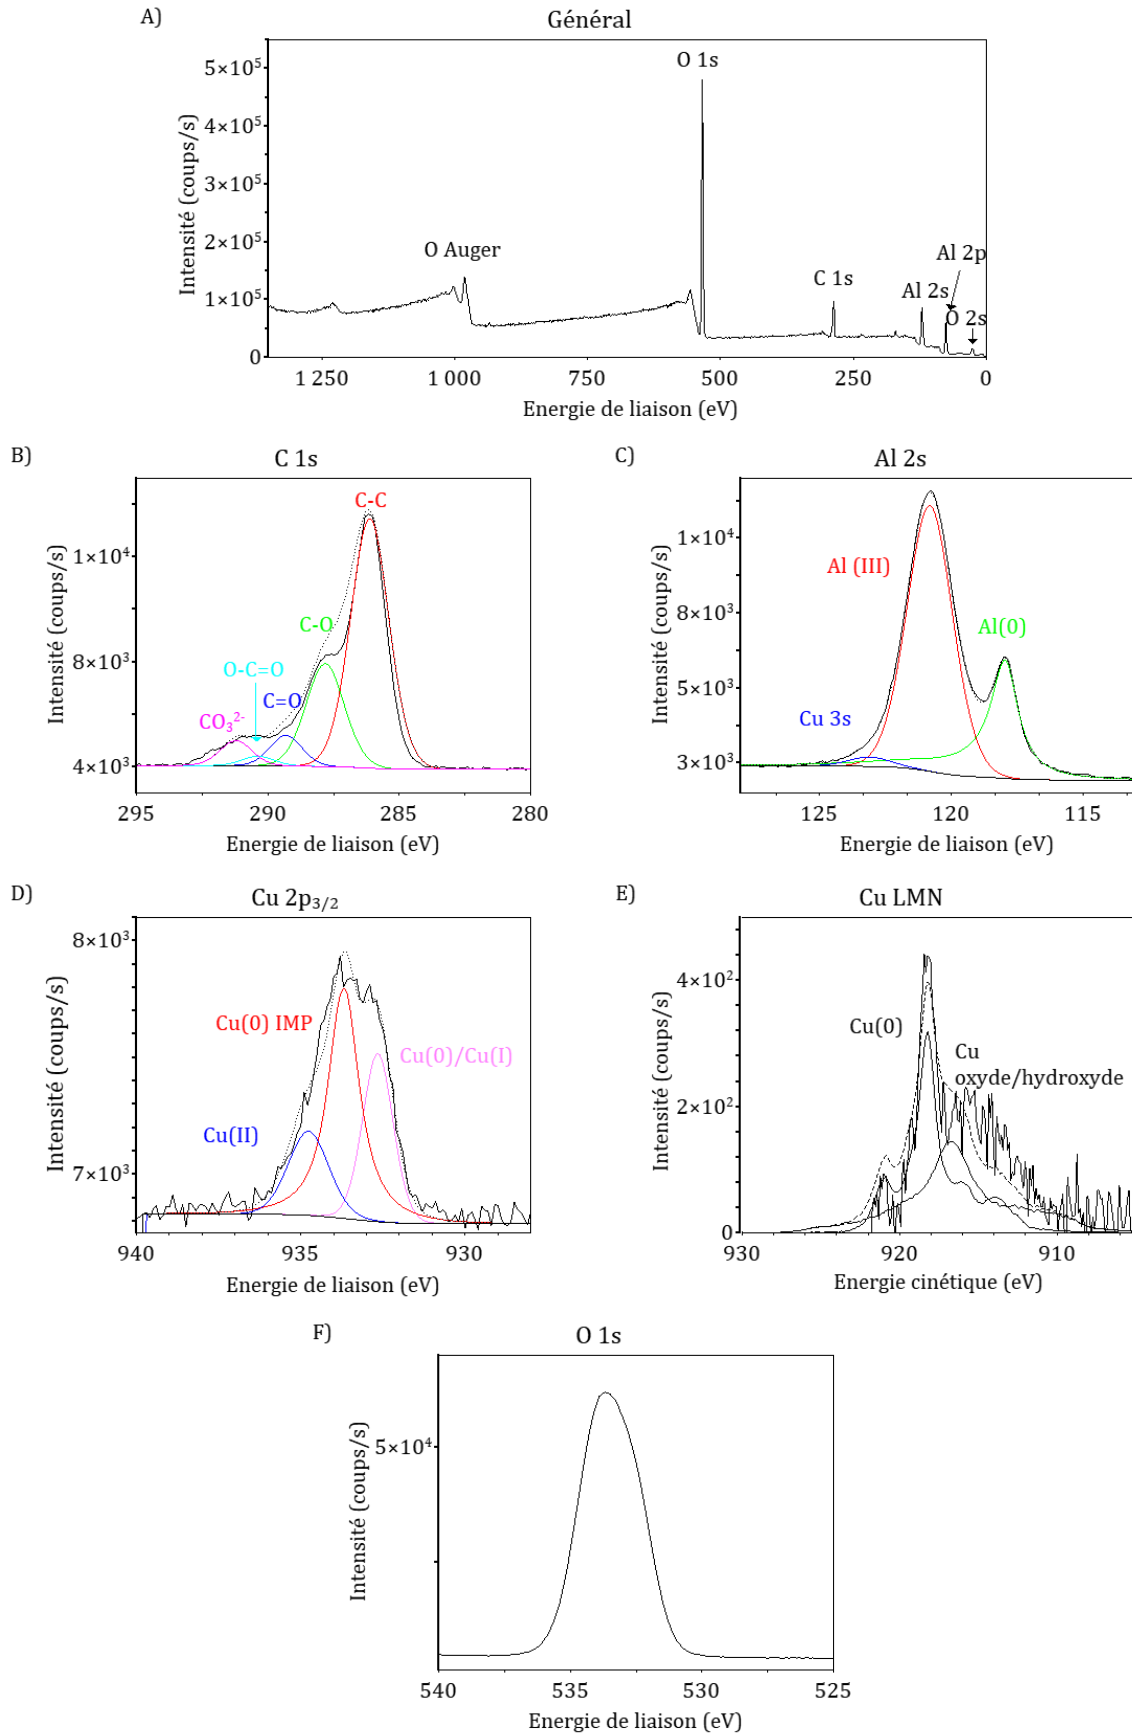 A)
Général
Intensité (coups/s)
5×10⁵
4×10⁵
3×10⁵
2×10⁵
1×10⁵
0
O 1s
O Auger
C 1s
Al 2s
Al 2p
O 2s
1 250
1 000
750
500
250
0
Energie de liaison (eV)
B)
C 1s
Intensité (coups/s)
1×10⁴
8×10³
4×10³
C-C
C-O
O-C=O
C=O
CO₃²⁻
295
290
285
280
Energie de liaison (eV)
C)
Al 2s
Intensité (coups/s)
1×10⁴
8×10³
5×10³
3×10³
Al (III)
Al(0)
Cu 3s
125
120
115
Energie de liaison (eV)
D)
Cu 2p₃/₂
Intensité (coups/s)
8×10³
7×10³
Cu(0) IMP
Cu(0)/Cu(I)
Cu(II)
940
935
930
Energie de liaison (eV)
E)
Cu LMN
Intensité (coups/s)
4×10²
2×10²
0
Cu(0)
Cu
oxyde/hydroxyde
930
920
910
Energie cinétique (eV)
F)
O 1s
Intensité (coups/s)
5×10⁴
540
535
530
525
Energie de liaison (eV)